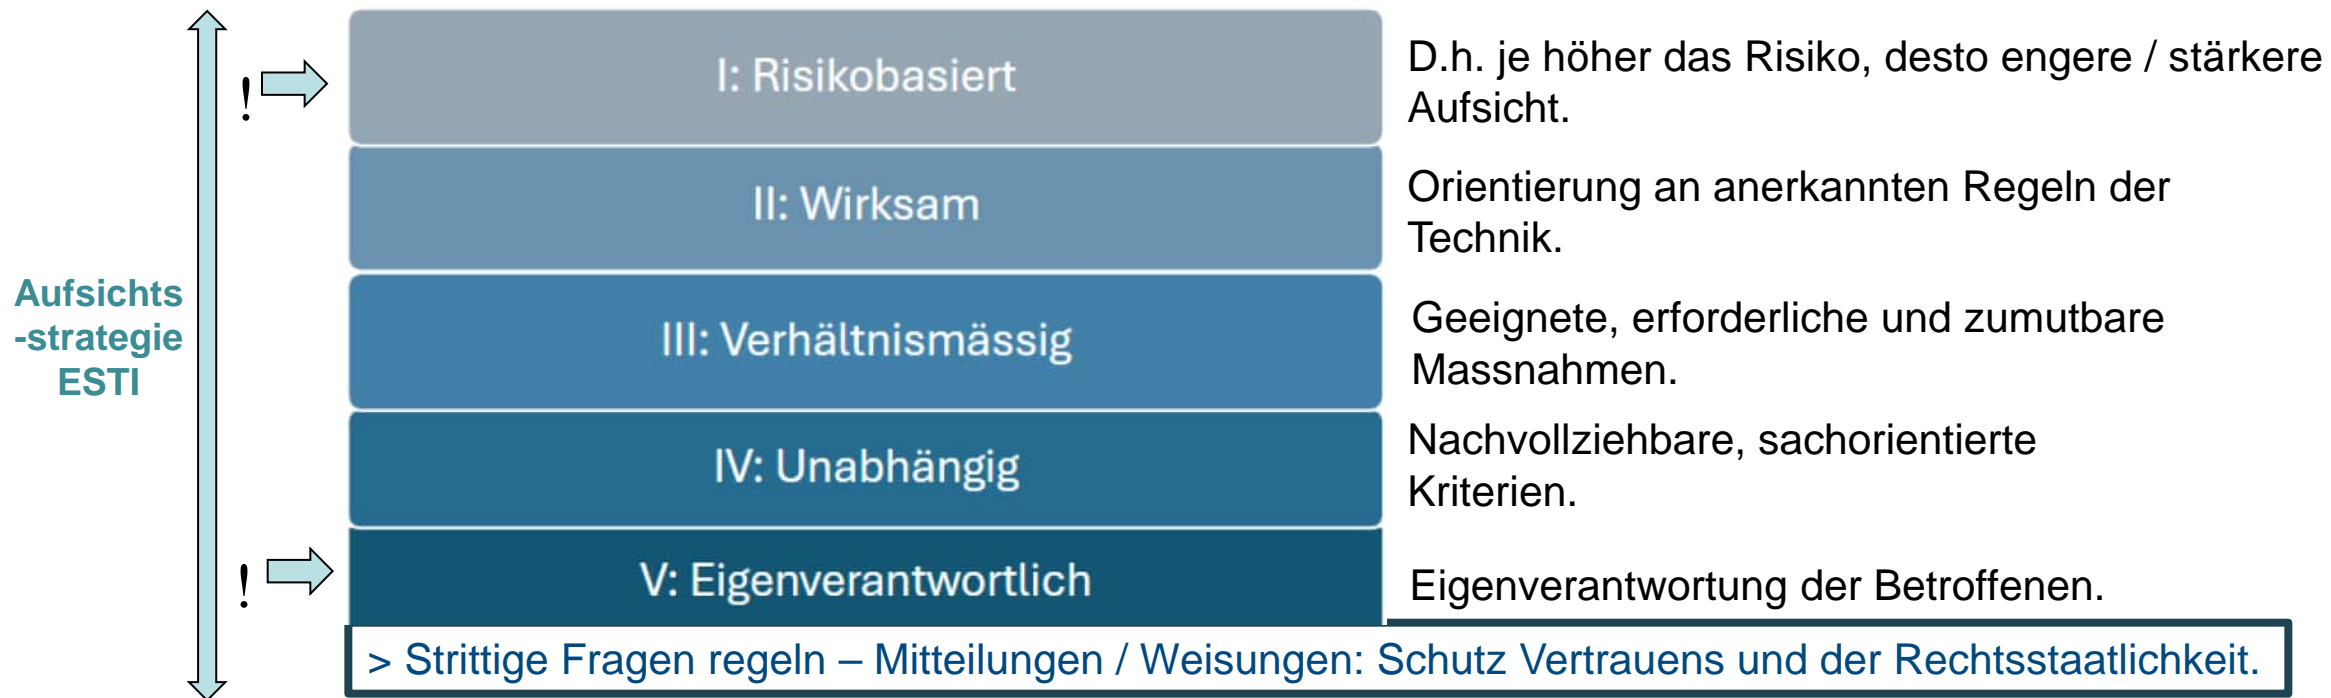 Aufsichts
-strategie
ESTI
!
I: Risikobasiert
D.h. je höher das Risiko, desto engere / stärkere
Aufsicht.
II: Wirksam
Orientierung an anerkannten Regeln der
Technik.
III: Verhältnismässig
Geeignete, erforderliche und zumutbare
Massnahmen.
IV: Unabhängig
Nachvollziehbare, sachorientierte
Kriterien.
!
V: Eigenverantwortlich
Eigenverantwortung der Betroffenen.
> Strittige Fragen regeln – Mitteilungen / Weisungen: Schutz Vertrauens und der Rechtsstaatlichkeit.